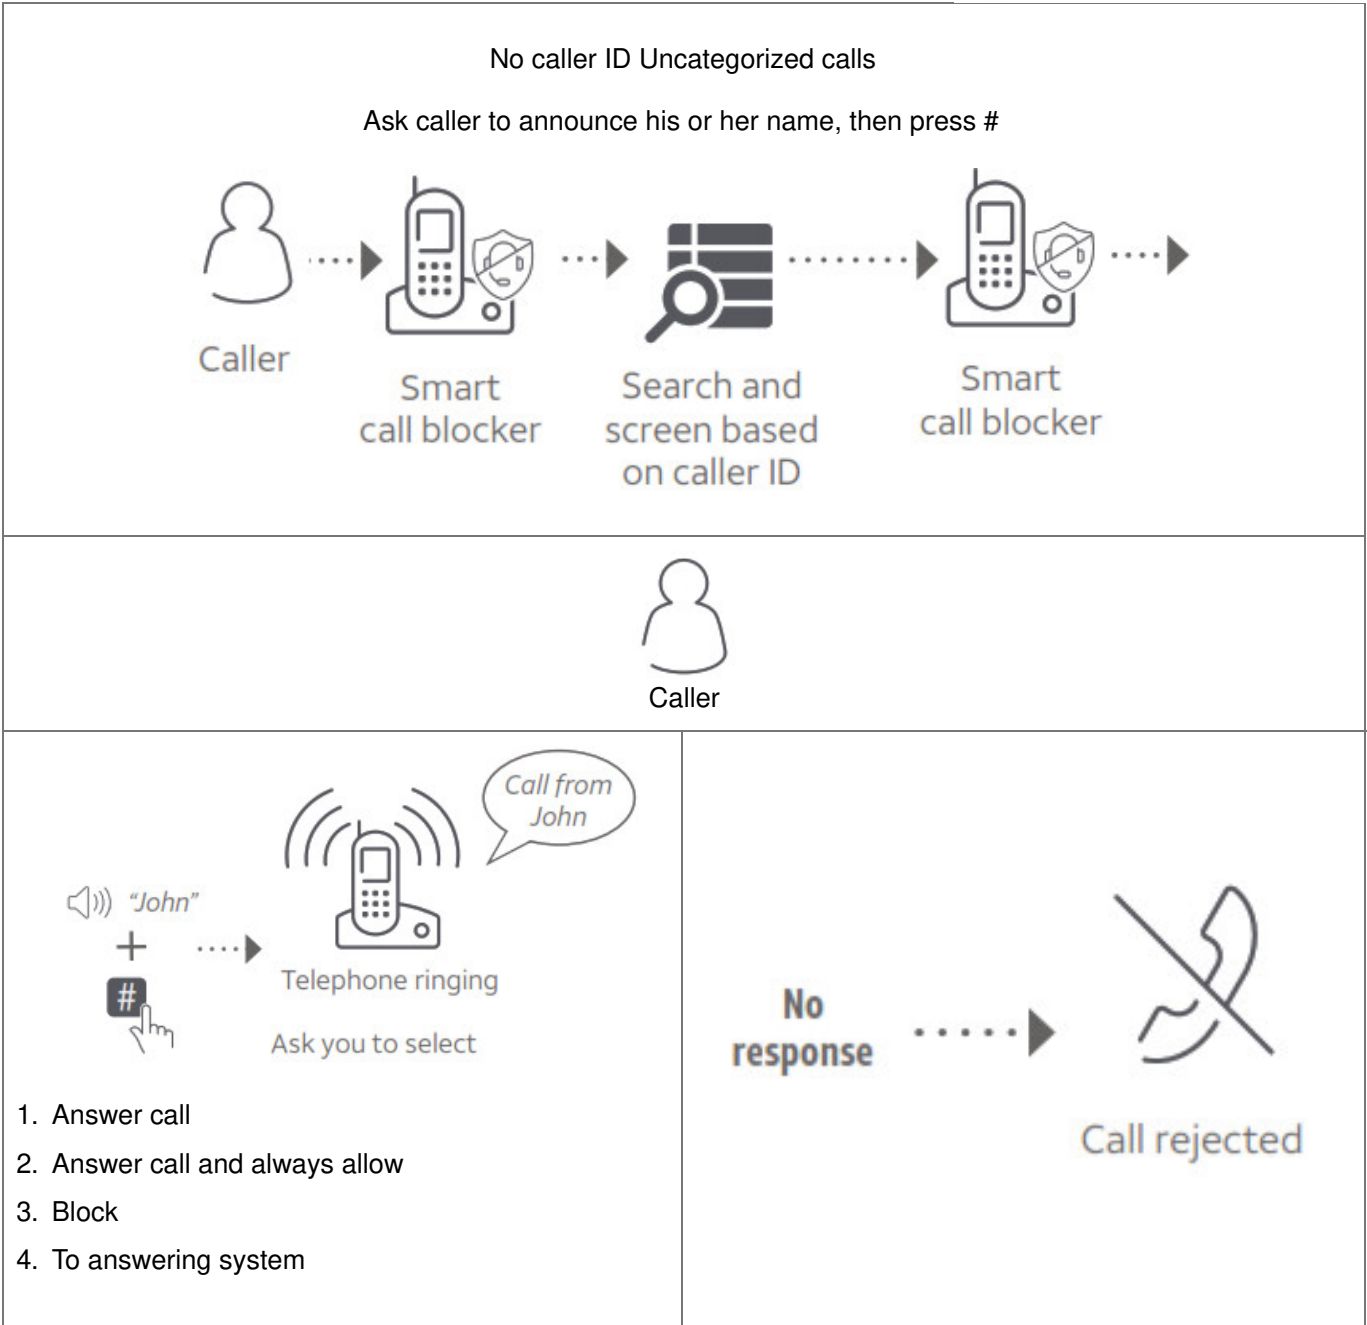 No caller ID Uncategorized calls
Ask caller to announce his or her name, then press #
Caller
Smart
call blocker
Search and
screen based
on caller ID
Smart
call blocker
Caller
Call from
John
"John"
+
#
Telephone ringing
Ask you to select
1. Answer call
2. Answer call and always allow
3. Block
4. To answering system
No
response
Call rejected